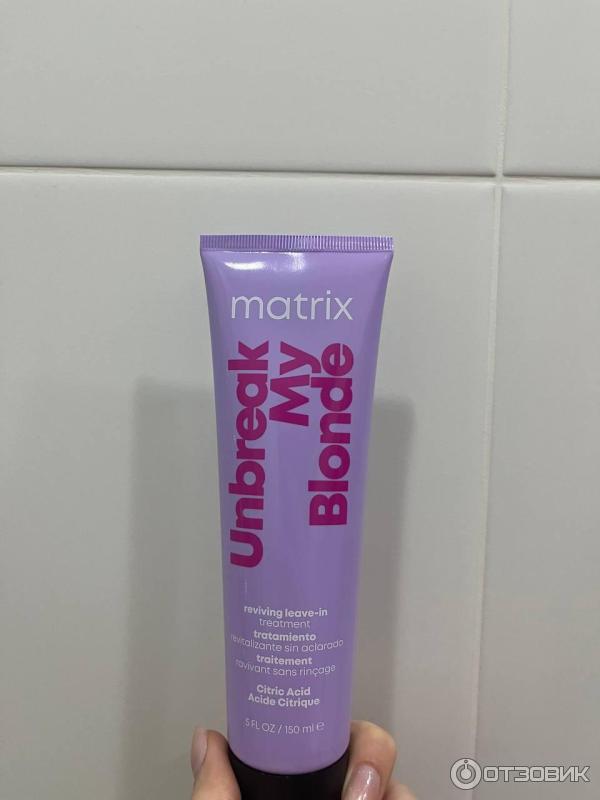 matrix
Unbreak
My
Blonde
reviving leave-in
treatment
tratamiento
revitalizante sin aclarado
traitement
ravivant sans rinçage
Citric Acid
Acide Citrique
5 FL OZ / 150 ml e
ОТЗОВИК